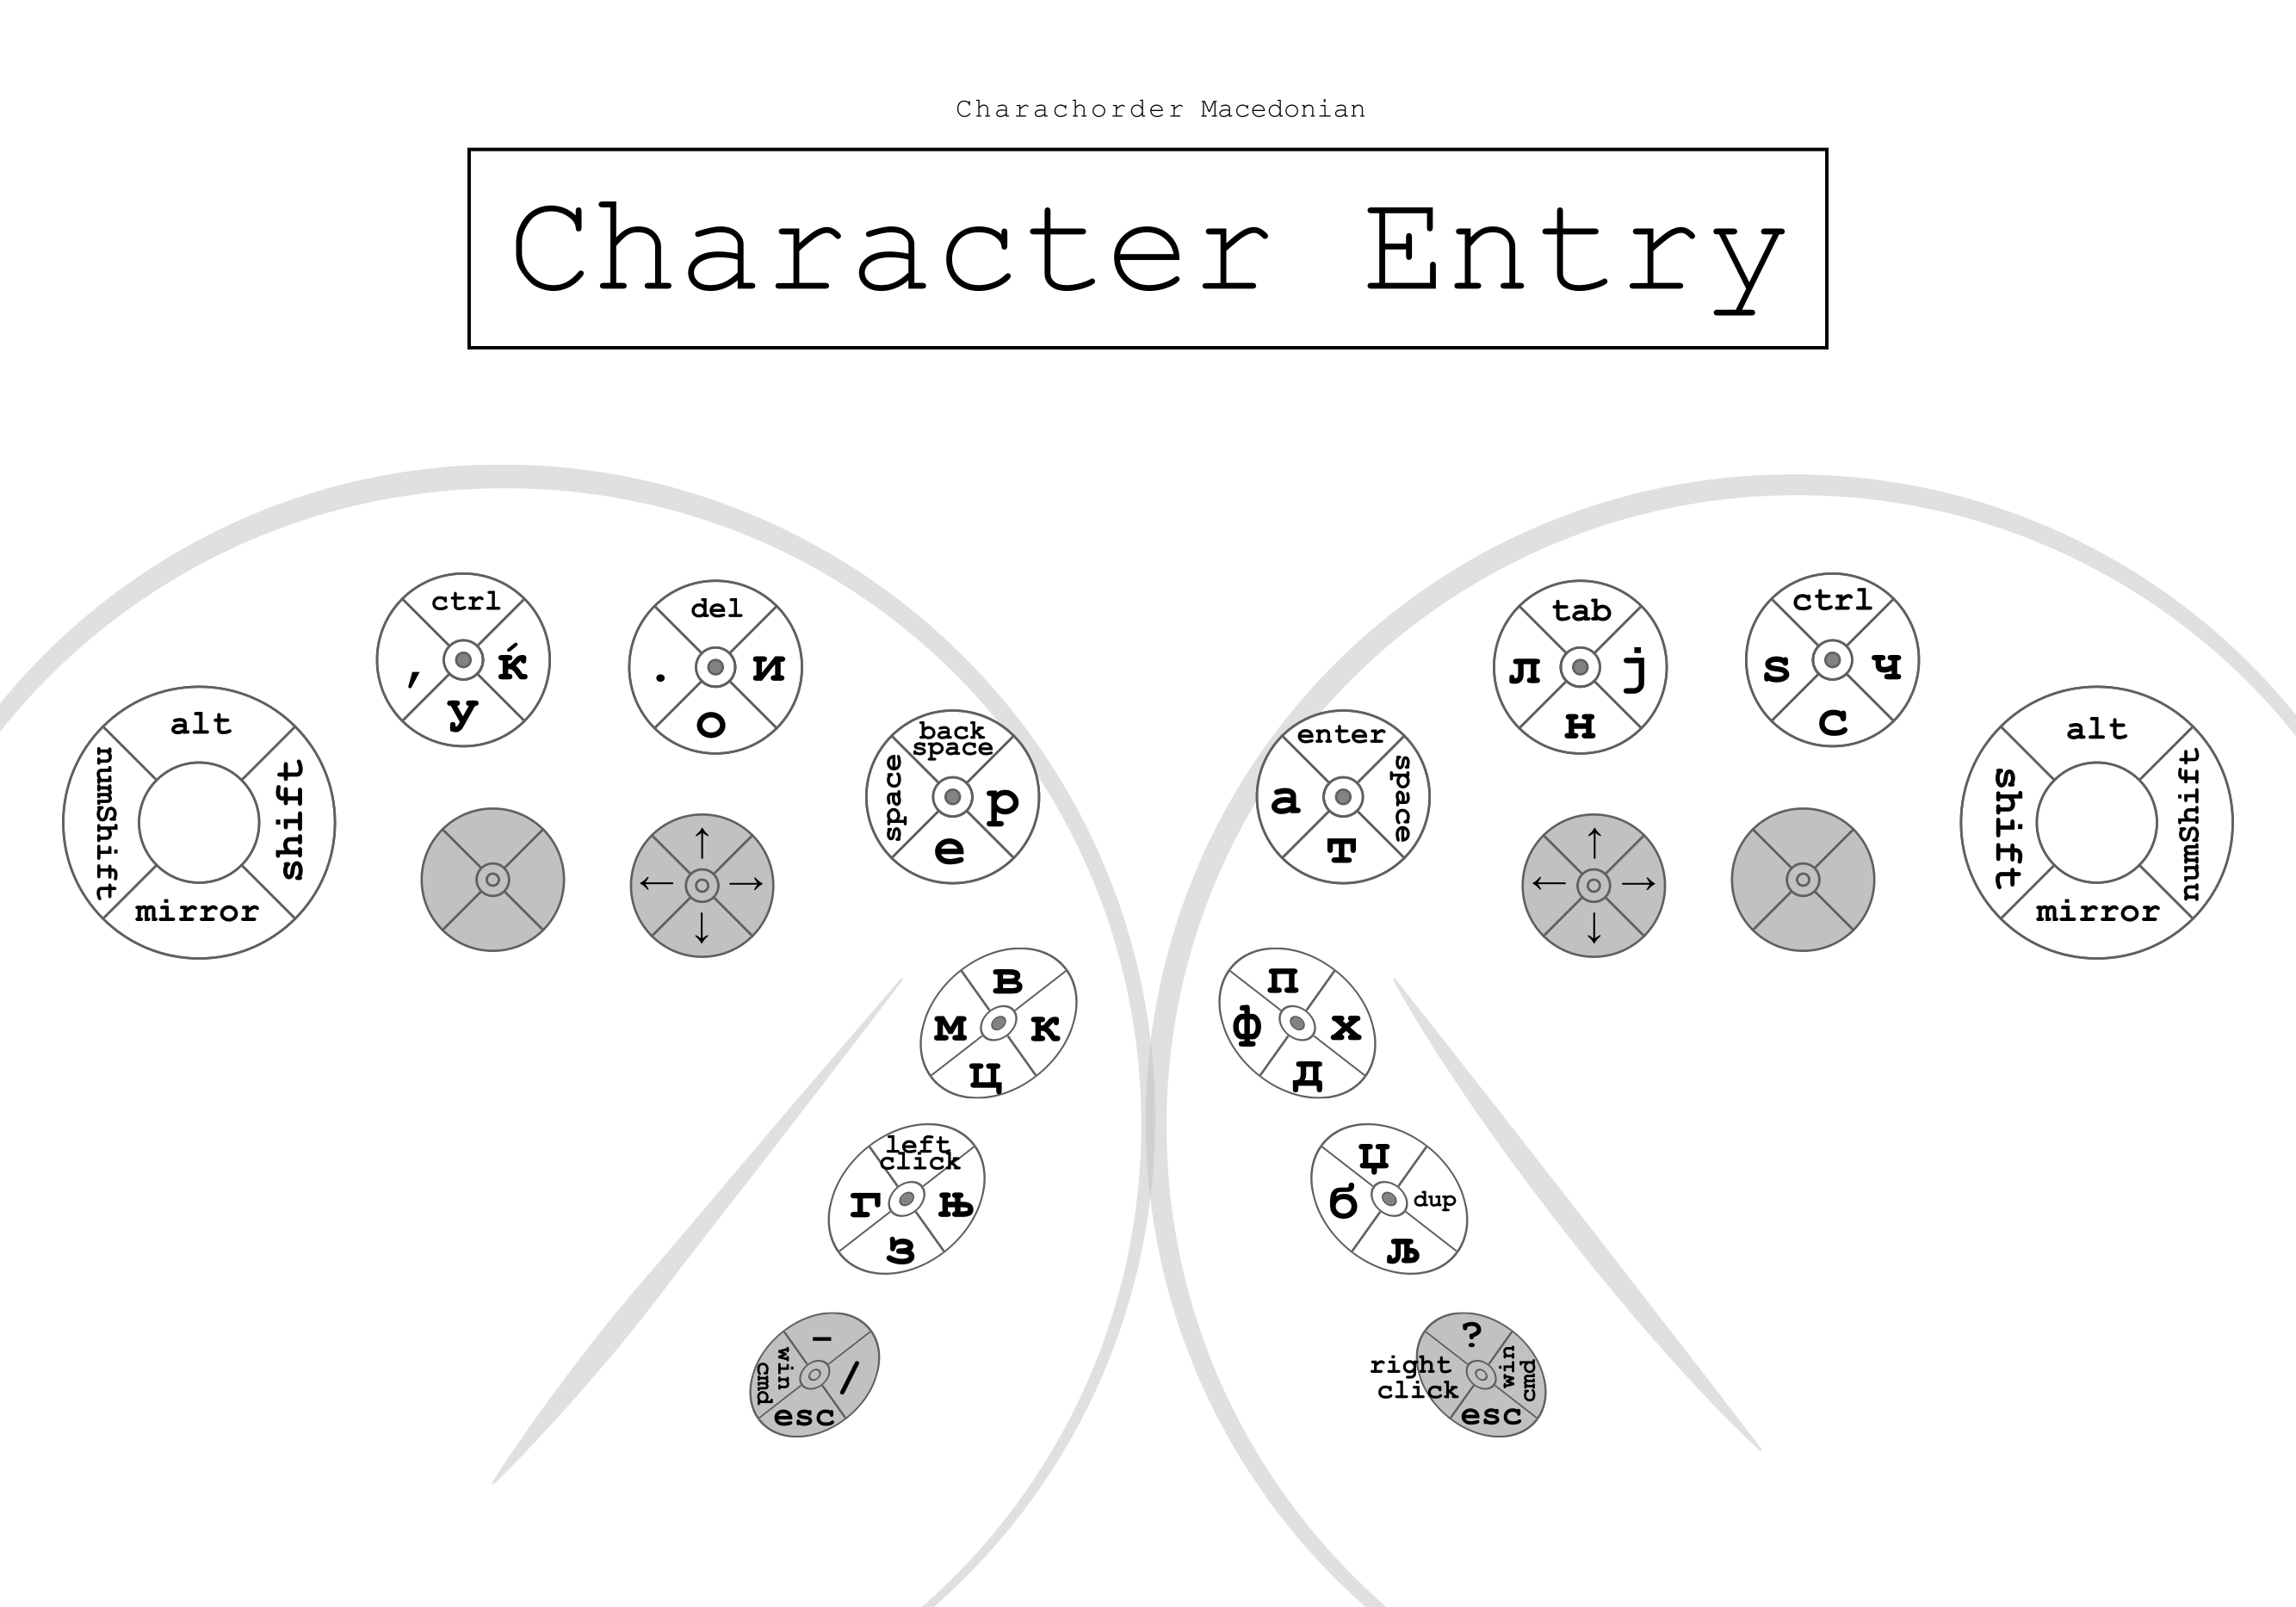 Charachorder Macedonian
Character Entry
alt
numShift
shift
mirror
ctrl
,
ќ
у
del
.
и
о
back
space
space
р
е
↑
←
→
↓
в
м
к
ц
left
click
г
њ
з
–
win
cmd
/
esc
enter
а
space
т
tab
л
ј
н
ctrl
ѕ
ч
с
alt
shift
numShift
mirror
↑
←
→
↓
п
ф
х
д
џ
б
dup
љ
?
right
click
win
cmd
esc